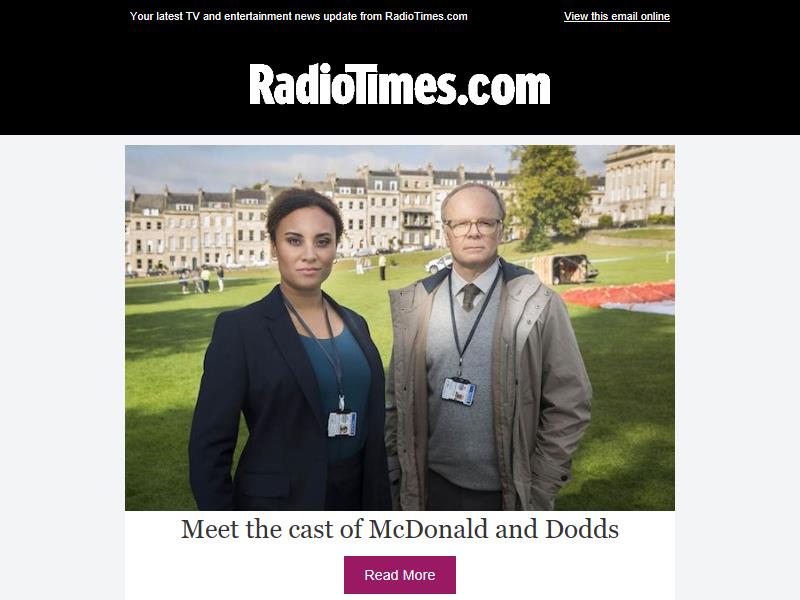 Your latest TV and entertainment news update from RadioTimes.com
View this email online
RadioTimes.com
Meet the cast of McDonald and Dodds
Read More